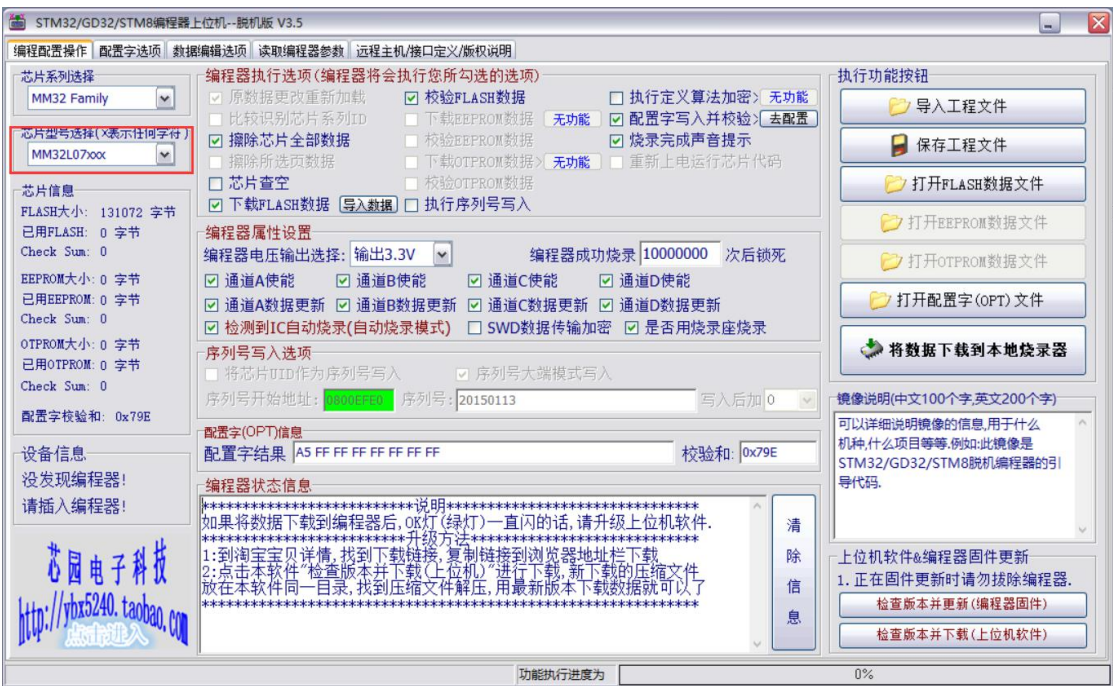 STM32/GD32/STM8编程器上位机--脱机版 V3.5
编程配置操作 配置字选项 数据编辑选项 读取编程器参数 远程主机/接口定义/版权说明
芯片系列选择
MM32 Family
芯片型号选择(X表示任何字符)
MM32L07xxx
芯片信息
FLASH大小: 131072 字节
已用FLASH: 0 字节
Check Sum: 0
EEPROM大小: 0 字节
已用EEPROM: 0 字节
Check Sum: 0
OTPROM大小: 0 字节
已用OTPROM: 0 字节
Check Sum: 0
配置字校验和: 0x79E
设备信息
没发现编程器!
请插入编程器!
芯园电子科技
http://ybx5240.taobao.com
点击进入
编程器执行选项(编程器将会执行您所勾选的选项)
原数据更改重新加载 校验FLASH数据 执行定义算法加密> 无功能
比较识别芯片系列ID 下载EEPROM数据 无功能 配置字写入并校验> 去配置
擦除芯片全部数据 校验EEPROM数据 烧录完成声音提示
擦除所选页数据 下载OTPROM数据> 无功能 重新上电运行芯片代码
芯片查空 校验OTPROM数据
下载FLASH数据 导入数据 执行序列号写入
编程器属性设置
编程器电压输出选择: 输出3.3V 编程器成功烧录 10000000 次后锁死
通道A使能 通道B使能 通道C使能 通道D使能
通道A数据更新 通道B数据更新 通道C数据更新 通道D数据更新
检测到IC自动烧录(自动烧录模式) SWD数据传输加密 是否用烧录座烧录
序列号写入选项
将芯片UID作为序列号写入 序列号大端模式写入
序列号开始地址: 0800EFE0 序列号: 20150113 写入后加 0
配置字(OPT)信息
配置字结果 A5 FF FF FF FF FF FF FF 校验和: 0x79E
编程器状态信息
**************************说明*******************************
如果将数据下载到编程器后,OK灯(绿灯)一直闪的话,请升级上位机软件.
*************************升级方法****************************
1:到淘宝宝贝详情,找到下载链接,复制链接到浏览器地址栏下载
2:点击本软件"检查版本并下载(上位机)"进行下载,新下载的压缩文件
放在本软件同一目录,找到压缩文件解压,用最新版本下载数据就可以了
*************************************************************
清除信息
执行功能按钮
导入工程文件
保存工程文件
打开FLASH数据文件
打开EEPROM数据文件
打开OTPROM数据文件
打开配置字(OPT)文件
将数据下载到本地烧录器
镜像说明(中文100个字,英文200个字)
可以详细说明镜像的信息,用于什么
机种,什么项目等等.例如:此镜像是
STM32/GD32/STM8脱机编程器的引
导代码.
上位机软件&编程器固件更新
1. 正在固件更新时请勿拔除编程器.
检查版本并更新(编程器固件)
检查版本并下载(上位机软件)
功能执行进度为 0%